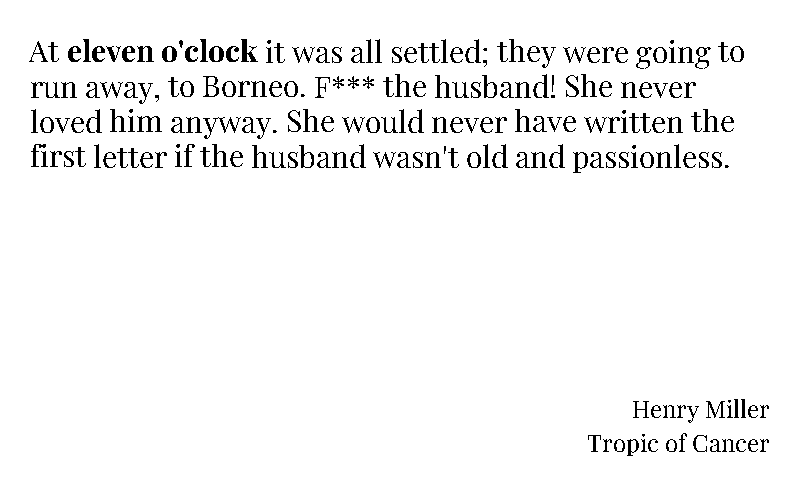 At eleven o'clock it was all settled; they were going to
run away, to Borneo. F*** the husband! She never
loved him anyway. She would never have written the
first letter if the husband wasn't old and passionless.
Henry Miller
Tropic of Cancer